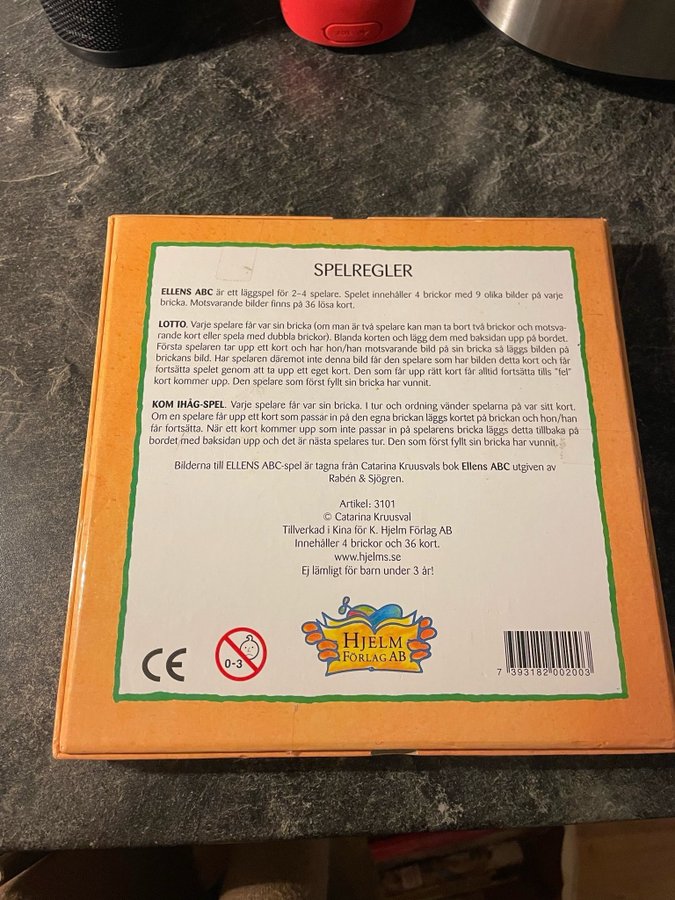 SPELREGLER
ELLENS ABC är ett läggspel för 2–4 spelare. Spelet innehåller 4 brickor med 9 olika bilder på varje
bricka. Motsvarande bilder finns på 36 lösa kort.
LOTTO. Varje spelare får var sin bricka (om man är två spelare kan man ta bort två brickor och motsva-
rande kort eller spela med dubbla brickor). Blanda korten och lägg dem med baksidan upp på bordet.
Första spelaren tar upp ett kort och har hon/han motsvarande bild på sin bricka så läggs bilden på
brickans bild. Har spelaren däremot inte denna bild får den spelare som har bilden detta kort och får
fortsätta spelet genom att ta upp ett eget kort. Den som får upp rätt kort får alltid fortsätta tills "fel"
kort kommer upp. Den spelare som först fyllt sin bricka har vunnit.
KOM IHÅG-SPEL. Varje spelare får var sin bricka. I tur och ordning vänder spelarna på var sitt kort.
Om en spelare får upp ett kort som passar in på den egna brickan läggs kortet på brickan och hon/han
får fortsätta. När ett kort kommer upp som inte passar in på spelarens bricka läggs detta tillbaka på
bordet med baksidan upp och det är nästa spelares tur. Den som först fyllt sin bricka har vunnit.
Bilderna till ELLENS ABC-spel är tagna från Catarina Kruusvals bok Ellens ABC utgiven av
Rabén & Sjögren.
Artikel: 3101
© Catarina Kruusval
Tillverkad i Kina för K. Hjelm Förlag AB
Innehåller 4 brickor och 36 kort.
www.hjelms.se
Ej lämligt för barn under 3 år!
CE
0-3
HJELM
FÖRLAG AB
7 393182 002003